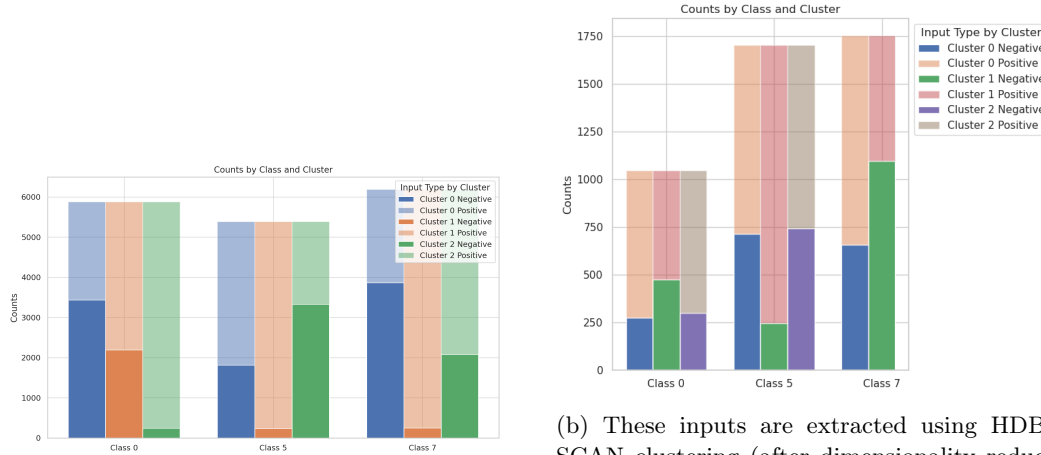 Counts by Class and Cluster
Input Type by Cluster
Cluster 0 Negative
Cluster 0 Positive
Cluster 1 Negative
Cluster 1 Positive
Cluster 2 Negative
Cluster 2 Positive
Counts
6000
5000
4000
3000
2000
1000
0
Class 0
Class 5
Class 7
Counts by Class and Cluster
Input Type by Cluster
Cluster 0 Negative
Cluster 0 Positive
Cluster 1 Negative
Cluster 1 Positive
Cluster 2 Negative
Cluster 2 Positive
Counts
1750
1500
1250
1000
750
500
250
0
Class 0
Class 5
Class 7
(b) These inputs are extracted using HDB
SCAN clustering (after dimensionality reduc